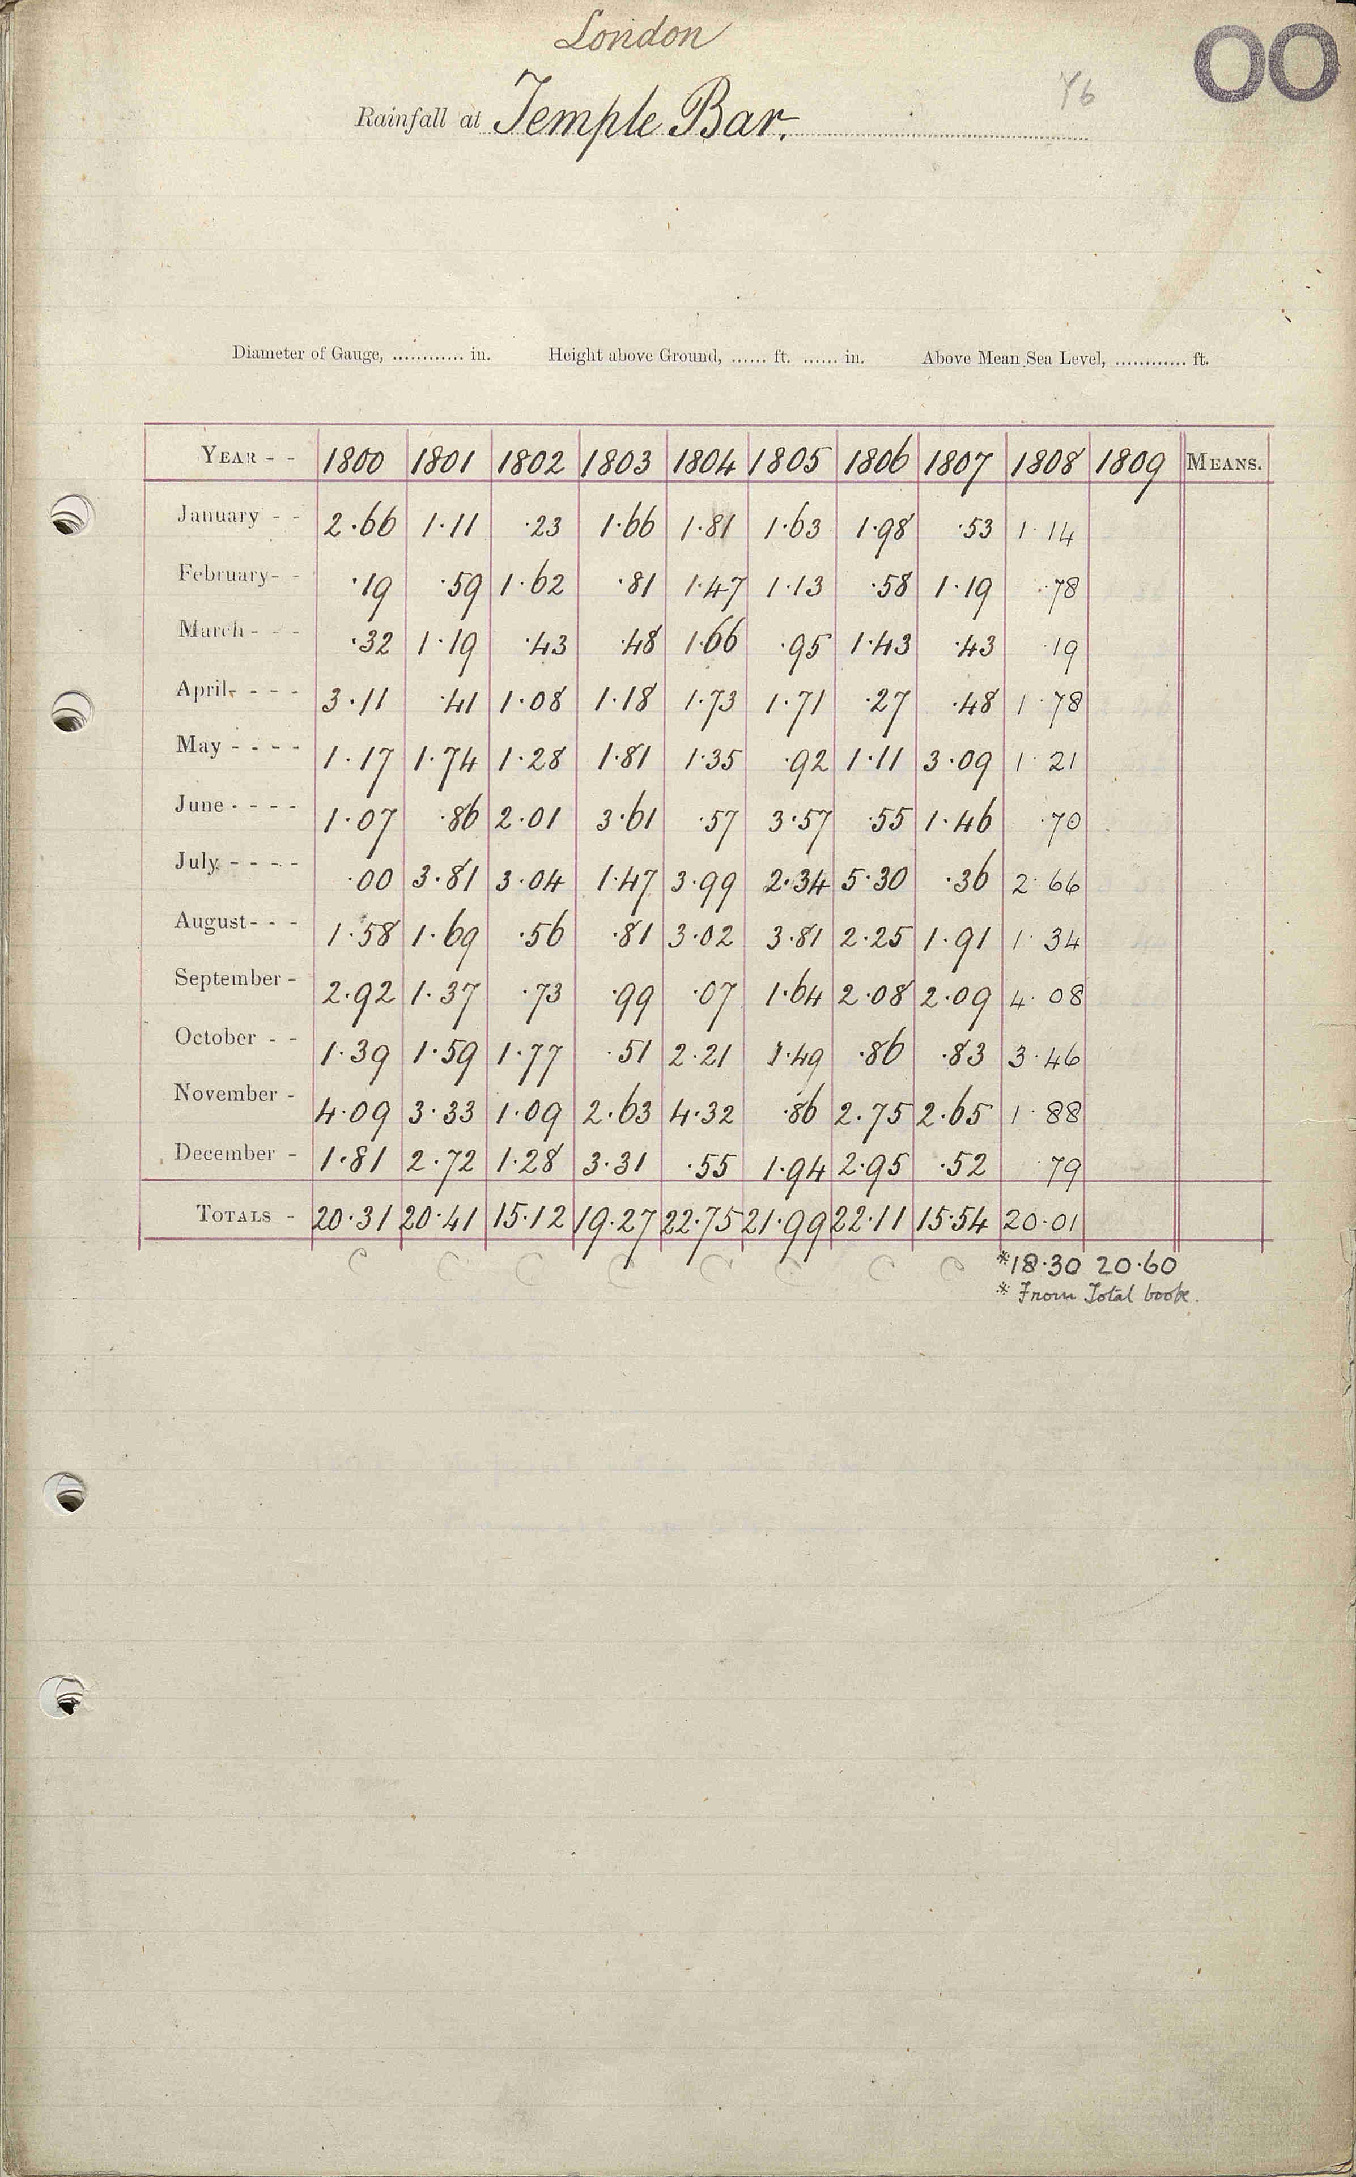 London
OO
Rainfall at Temple Bar.
Diameter of Gauge, ............ in. Height above Ground, ...... ft. ...... in. Above Mean Sea Level, ............ ft.
YEAR - - 1800 1801 1802 1803 1804 1805 1806 1807 1808 1809 MEANS.
January - - 2.66 1.11 .23 1.66 1.81 1.63 1.98 .53 1.14
February - - .19 .59 1.62 .81 1.47 1.13 .58 1.19 .78
March - - - .32 1.19 .43 .48 1.66 .95 1.43 .43 .19
April - - - 3.11 .41 1.08 1.18 1.73 1.71 .27 .48 1.78
May - - - - 1.17 1.74 1.28 1.81 1.35 .92 1.11 3.09 1.21
June - - - - 1.07 .86 2.01 3.61 .57 3.57 .55 1.46 .70
July - - - - .00 3.81 3.04 1.47 3.99 2.34 5.30 .36 2.66
August - - - 1.58 1.69 .56 .81 3.02 3.81 2.25 1.91 1.34
September - 2.92 1.37 .73 .99 .07 1.64 2.08 2.09 4.08
October - - 1.39 1.59 1.77 .51 2.21 1.49 .86 .83 3.46
November - 4.09 3.33 1.09 2.63 4.32 .86 2.75 2.65 1.88
December - 1.81 2.72 1.28 3.31 .55 1.94 2.95 .52 .79
TOTALS - 20.31 20.41 15.12 19.27 22.75 21.99 22.11 15.54 20.01
C C C C C C C C *18.30 20.60
* From Total book.